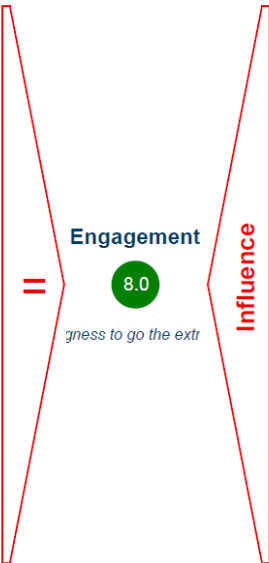 Engagement
=
8.0
Influence
gness to go the extr